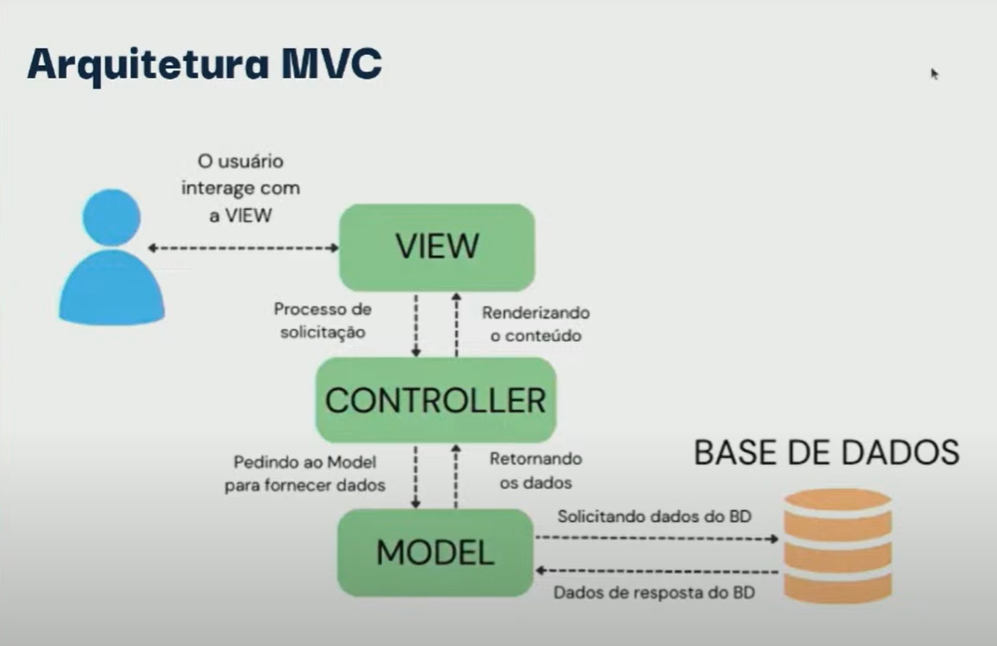 Arquitetura MVC
O usuário
interage com
a VIEW
VIEW
Processo de
solicitação
Renderizando
o conteúdo
CONTROLLER
Pedindo ao Model
para fornecer dados
Retornando
os dados
BASE DE DADOS
MODEL
Solicitando dados do BD
Dados de resposta do BD